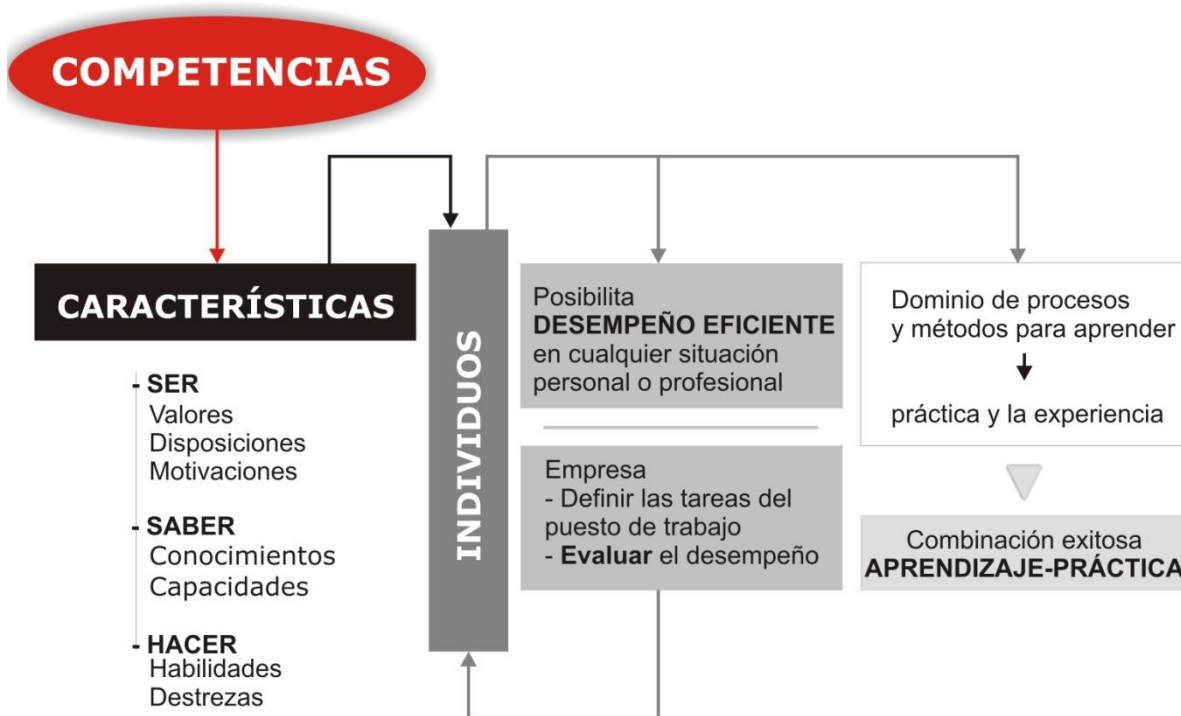 COMPETENCIAS
CARACTERÍSTICAS
- SER
Valores
Disposiciones
Motivaciones
- SABER
Conocimientos
Capacidades
- HACER
Habilidades
Destrezas
INDIVIDUOS
Posibilita
DESEMPEÑO EFICIENTE
en cualquier situación
personal o profesional
Empresa
- Definir las tareas del
puesto de trabajo
- Evaluar el desempeño
Dominio de procesos
y métodos para aprender
práctica y la experiencia
Combinación exitosa
APRENDIZAJE-PRÁCTICA